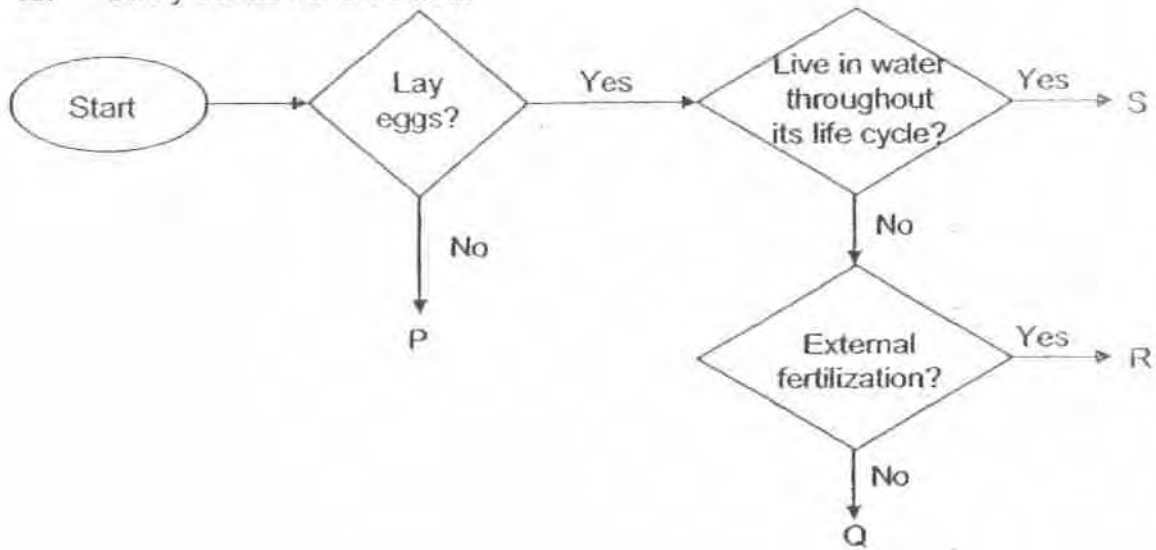 Start
Lay
eggs?
Yes
Live in water
throughout
its life cycle?
Yes
S
No
No
P
External
fertilization?
Yes
R
No
Q